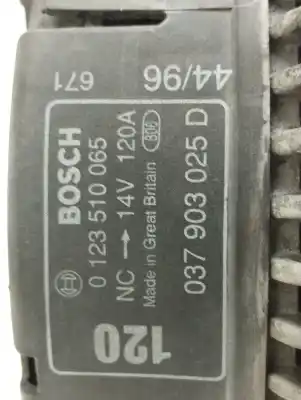 44/96
671
BOSCH
0 123 510 065
NC → 14V 120A
Made in Great Britain
037 903 025 D
120